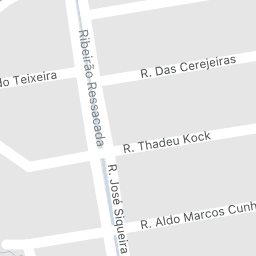 Ribeirão Ressacada
R. Das Cerejeiras
do Teixeira
R. Thadeu Kock
R. José Siqueira
R. Aldo Marcos Cunh